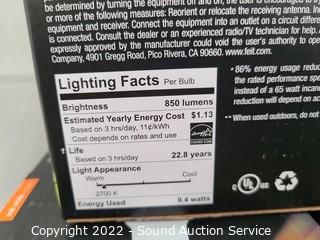 be determined by turning the equipment off and on, the user is encouraged to try
or more of the following measures: Reorient or relocate the receiving antenna. In
equipment and receiver. Connect the equipment into an outlet on a circuit different
is connected. Consult the dealer or an experienced radio/TV technician for help.
expressly approved by the manufacturer could void the user's authority to ope
Company, 4901 Gregg Road, Pico Rivera, CA 90660. www.feit.com
Lighting Facts Per Bulb
Brightness 850 lumens
Estimated Yearly Energy Cost $1.13
Based on 3 hrs/day, 11¢/kWh
Cost depends on rates and use
Life
Based on 3 hrs/day 22.8 years
Light Appearance
Warm Cool
2700 K
Energy Used 9.4 watts
• 86% energy usage reduc
the rated performance spe
instead of a 65 watt incan
for
• When used outdoors, do not
UL US
Copyright 2022 - Sound Auction Service